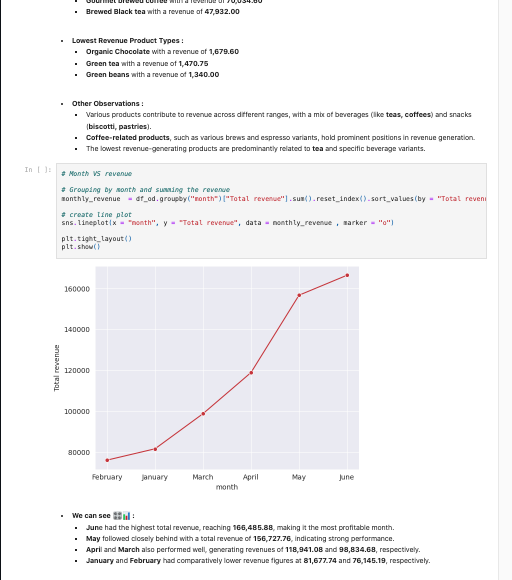 Gourmet brewed coffee with a revenue of 70,034.60
Brewed Black tea with a revenue of 47,932.00
Lowest Revenue Product Types :
Organic Chocolate with a revenue of 1,679.60
Green tea with a revenue of 1,470.75
Green beans with a revenue of 1,340.00
Other Observations :
Various products contribute to revenue across different ranges, with a mix of beverages (like teas, coffees) and snacks
(biscotti, pastries).
Coffee-related products, such as various brews and espresso variants, hold prominent positions in revenue generation.
The lowest revenue-generating products are predominantly related to tea and specific beverage variants.
In [ ]:
# Month VS revenue
# Grouping by month and summing the revenue
monthly_revenue = df_od.groupby("month")["Total revenue"].sum().reset_index().sort_values(by = "Total reven
# create line plot
sns.lineplot(x = "month", y = "Total revenue", data = monthly_revenue , marker = "o")
plt.tight_layout()
plt.show()
160000
140000
120000
100000
80000
Total revenue
February January March April May June
month
We can see :
June had the highest total revenue, reaching 166,485.88, making it the most profitable month.
May followed closely behind with a total revenue of 156,727.76, indicating strong performance.
April and March also performed well, generating revenues of 118,941.08 and 98,834.68, respectively.
January and February had comparatively lower revenue figures at 81,677.74 and 76,145.19, respectively.